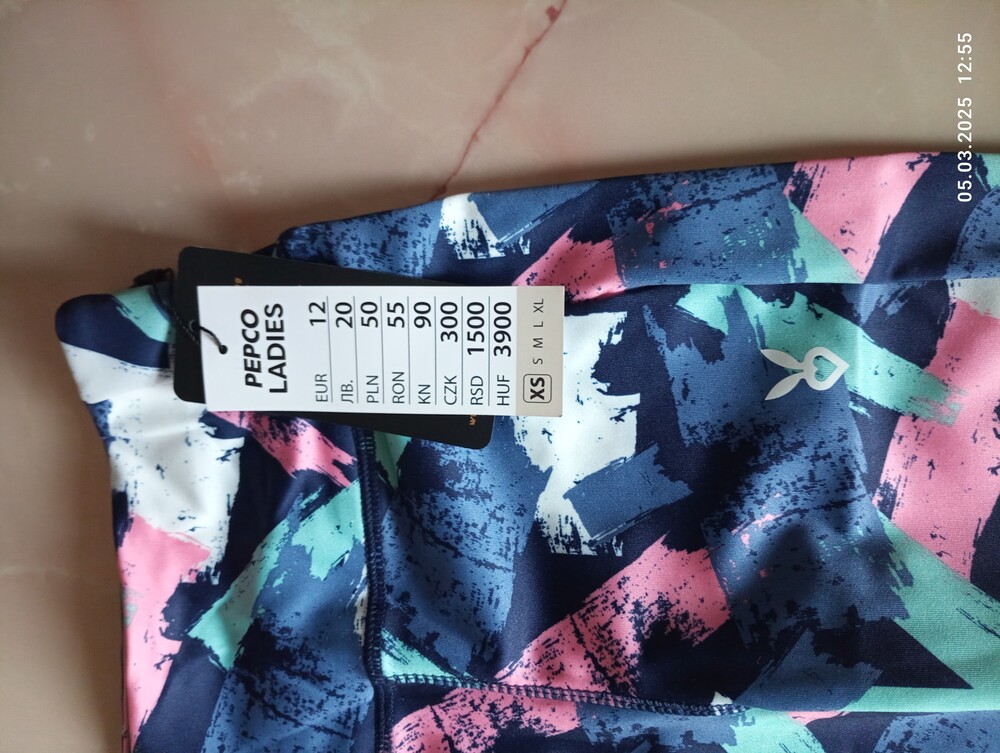 PEPCO
LADIES
EUR 12
ЛВ. 20
PLN 50
RON 55
KN 90
CZK 300
RSD 1500
HUF 3900
XS S M L XL
05.03.2025 12:55